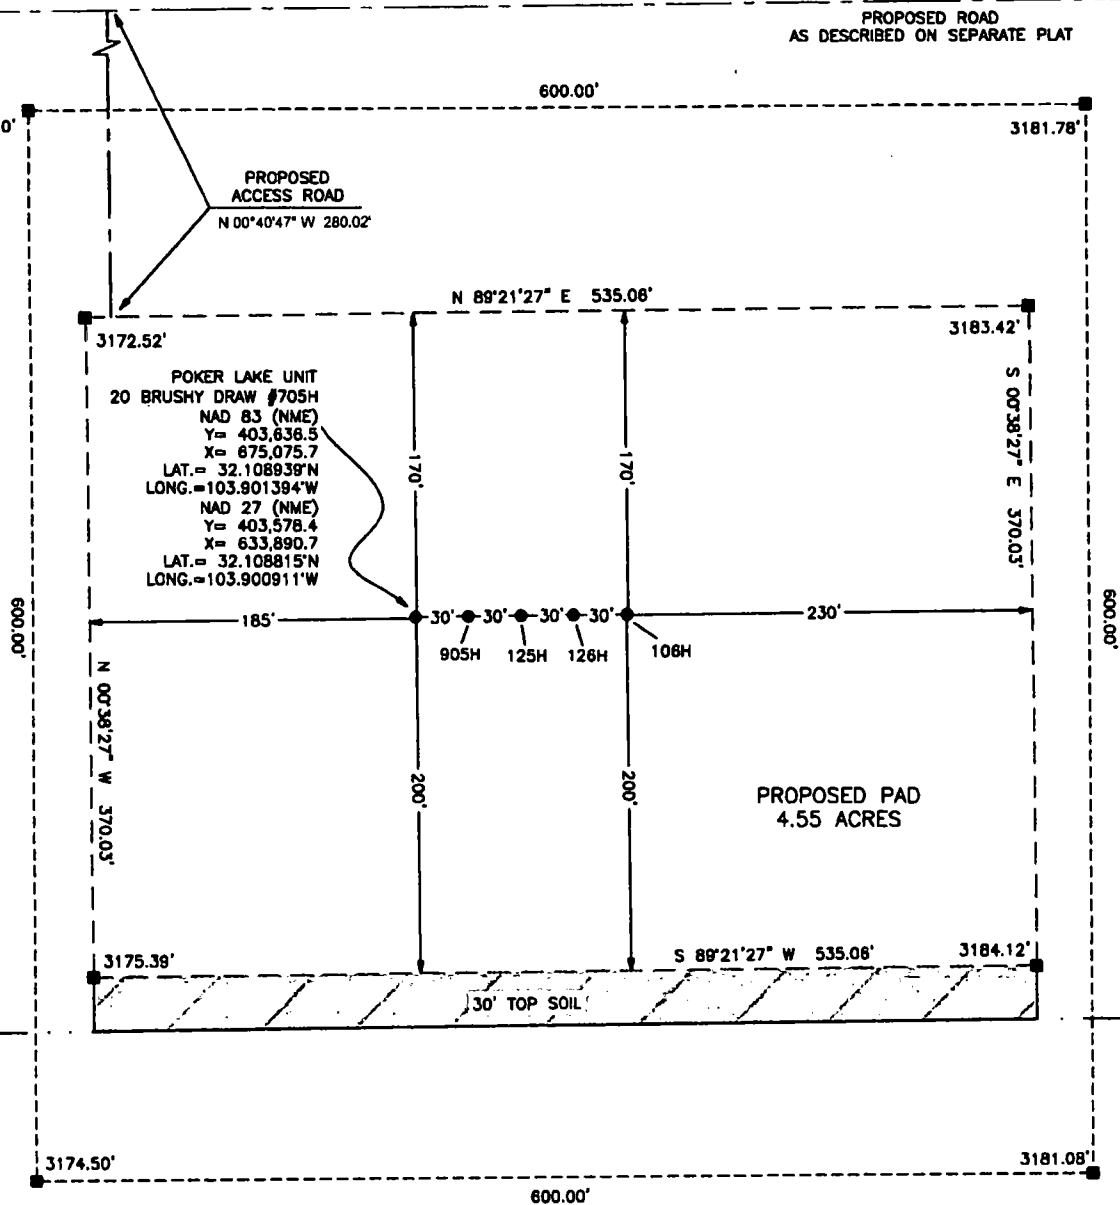 PROPOSED ROAD
AS DESCRIBED ON SEPARATE PLAT
600.00'
0'
3181.78'
PROPOSED
ACCESS ROAD
N 00°40'47" W 280.02'
N 89°21'27" E 535.06'
3172.52'
3183.42'
POKER LAKE UNIT
20 BRUSHY DRAW #705H
NAD 83 (NME)
Y= 403,636.5
X= 675,075.7
LAT.= 32.108939°N
LONG.=103.901394°W
NAD 27 (NME)
Y= 403,578.4
X= 633,890.7
LAT.= 32.108815°N
LONG.=103.900911°W
170'
170'
S 00°38'27" E 370.03'
600.00'
185'
30'
30'
30'
30'
230'
600.00'
905H
125H
126H
106H
N 00°38'27" W 370.03'
200'
200'
PROPOSED PAD
4.55 ACRES
3175.39'
S 89°21'27" W 535.06'
3184.12'
30' TOP SOIL
3174.50'
3181.08'
600.00'